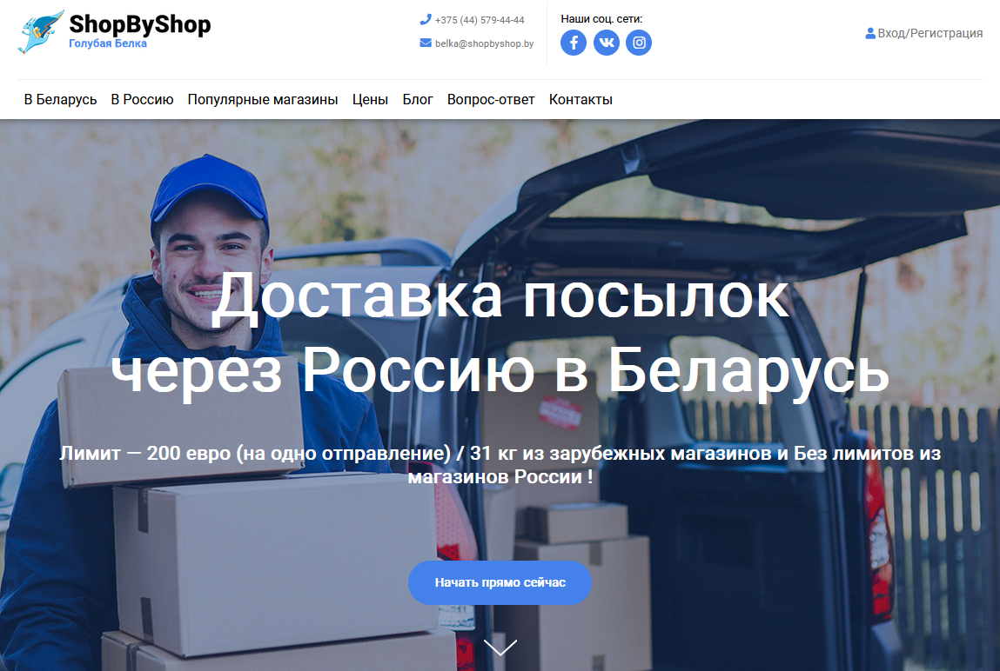 ShopByShop
Голубая Белка
+375 (44) 579-44-44
belka@shopbyshop.by
Наши соц. сети:
Вход/Регистрация
В Беларусь В Россию Популярные магазины Цены Блог Вопрос-ответ Контакты
Доставка посылок
через Россию в Беларусь
Лимит — 200 евро (на одно отправление) / 31 кг из зарубежных магазинов и Без лимитов из
магазинов России !
Начать прямо сейчас